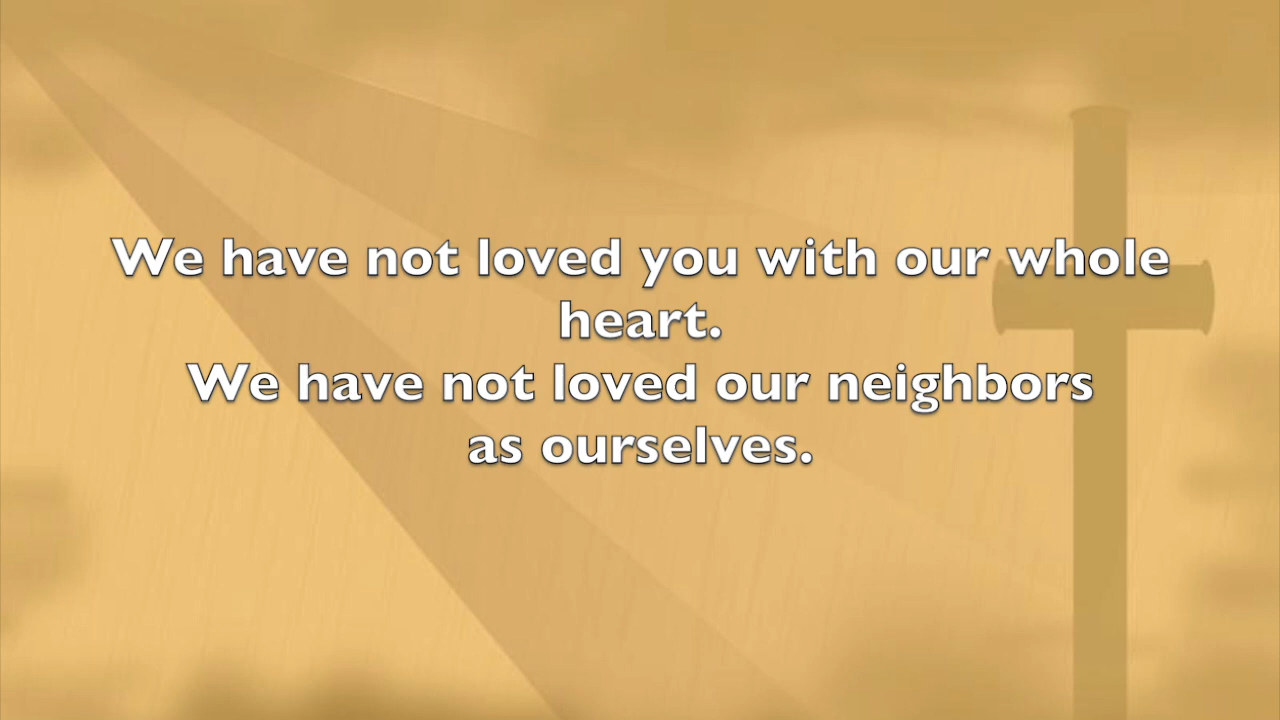 We have not loved you with our whole
heart.
We have not loved our neighbors
as ourselves.